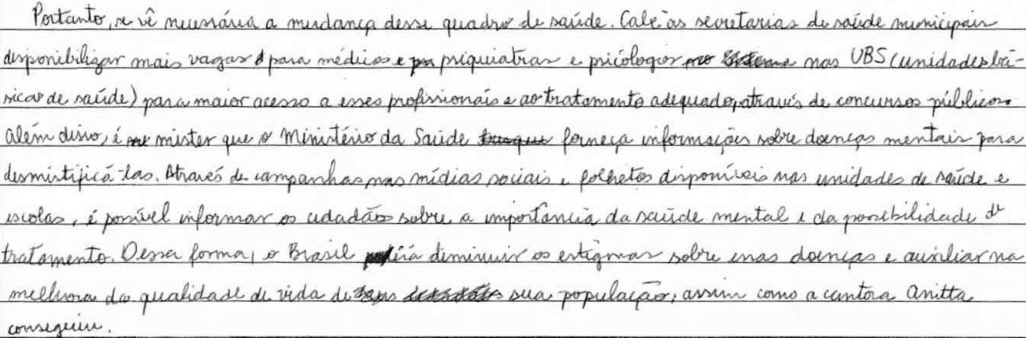 Portanto, se vê necessária a mudança desse quadro de saúde. Cabe às secretarias de saúde municipais
disponibilizar mais vagas para médicos psiquiatras e psicólogos nas UBS (unidades bá-
sicas de saúde) para maior acesso a esses profissionais e ao tratamento adequado, através de concursos públicos.
Além disso, é mister que o Ministério da Saúde forneça informações sobre doenças mentais para
desmistificá-las. Através de campanhas nas mídias sociais e folhetos disponíveis nas unidades de saúde e
escolas, é possível informar os cidadãos sobre a importância da saúde mental e da possibilidade de
tratamento. Dessa forma, o Brasil irá diminuir os estigmas sobre essas doenças e auxiliar na
melhora da qualidade de vida de sua população, assim como a cantora Anitta
conseguiu.